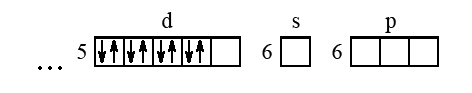 d s p
... 5 ↓↑ ↓↑ ↓↑ ↓↑ 6 6